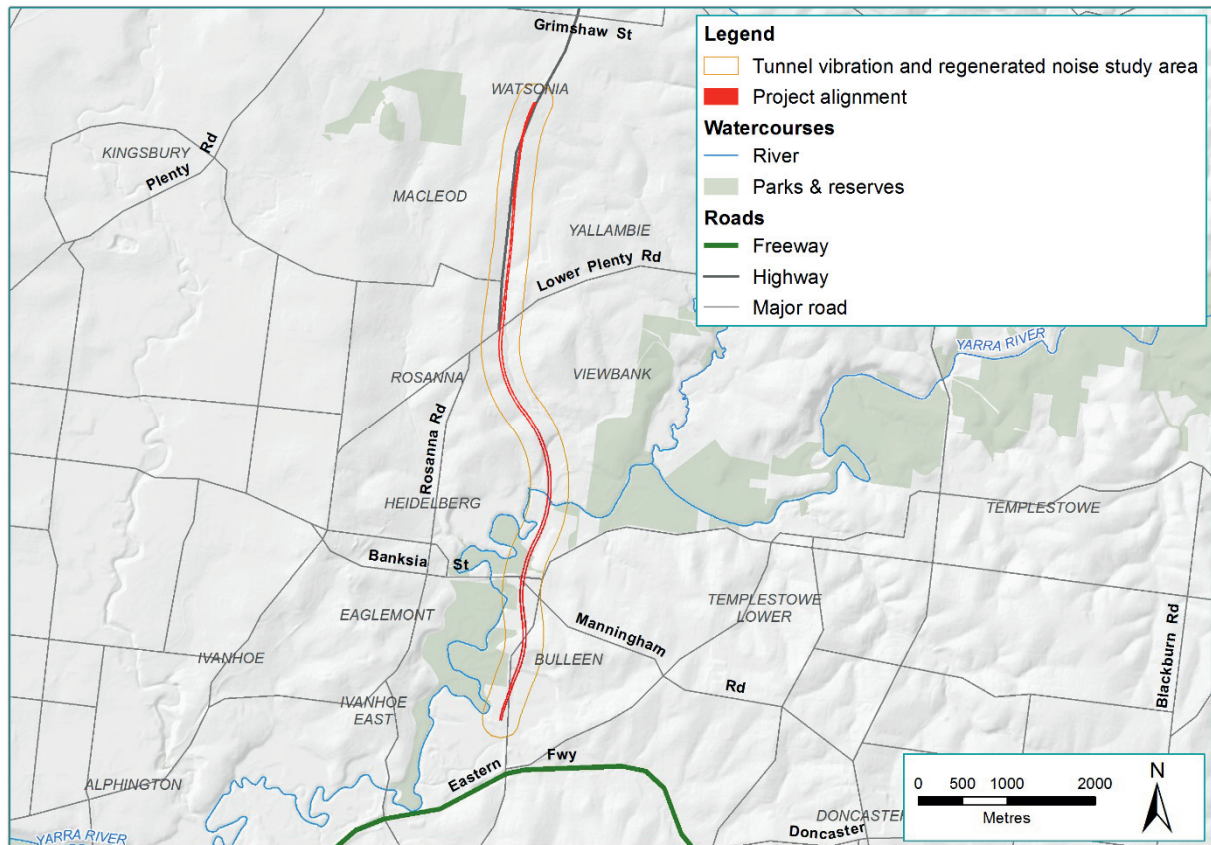 Grimshaw St
WATSONIA
KINGSBURY
Plenty Rd
MACLEOD
YALLAMBIE
Lower Plenty Rd
Legend
Tunnel vibration and regenerated noise study area
Project alignment
Watercourses
River
Parks & reserves
Roads
Freeway
Highway
Major road
YARRA RIVER
ROSANNA
VIEWBANK
Rosanna Rd
HEIDELBERG
TEMPLESTOWE
Banksia St
EAGLEMONT
TEMPLESTOWE
LOWER
Manningham Rd
IVANHOE
BULLEEN
Blackburn Rd
IVANHOE
EAST
Eastern Fwy
ALPHINGTON
YARRA RIVER
DONCASTER
Doncaster
0 500 1000 2000
Metres
N